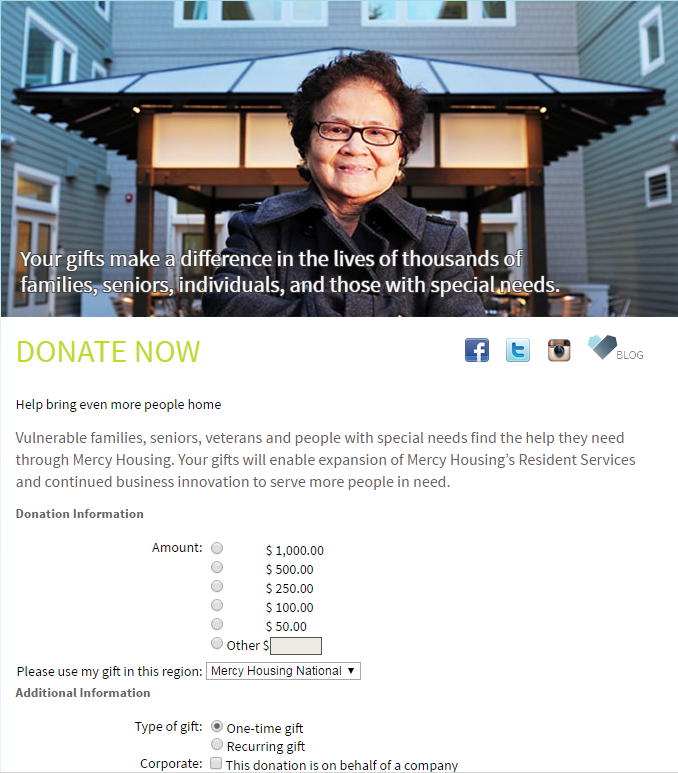 Your gifts make a difference in the lives of thousands of
families, seniors, individuals, and those with special needs.
DONATE NOW
BLOG
Help bring even more people home
Vulnerable families, seniors, veterans and people with special needs find the help they need
through Mercy Housing. Your gifts will enable expansion of Mercy Housing’s Resident Services
and continued business innovation to serve more people in need.
Donation Information
Amount:
$ 1,000.00
$ 500.00
$ 250.00
$ 100.00
$ 50.00
Other $
Please use my gift in this region: Mercy Housing National
Additional Information
Type of gift: One-time gift
Recurring gift
Corporate: This donation is on behalf of a company